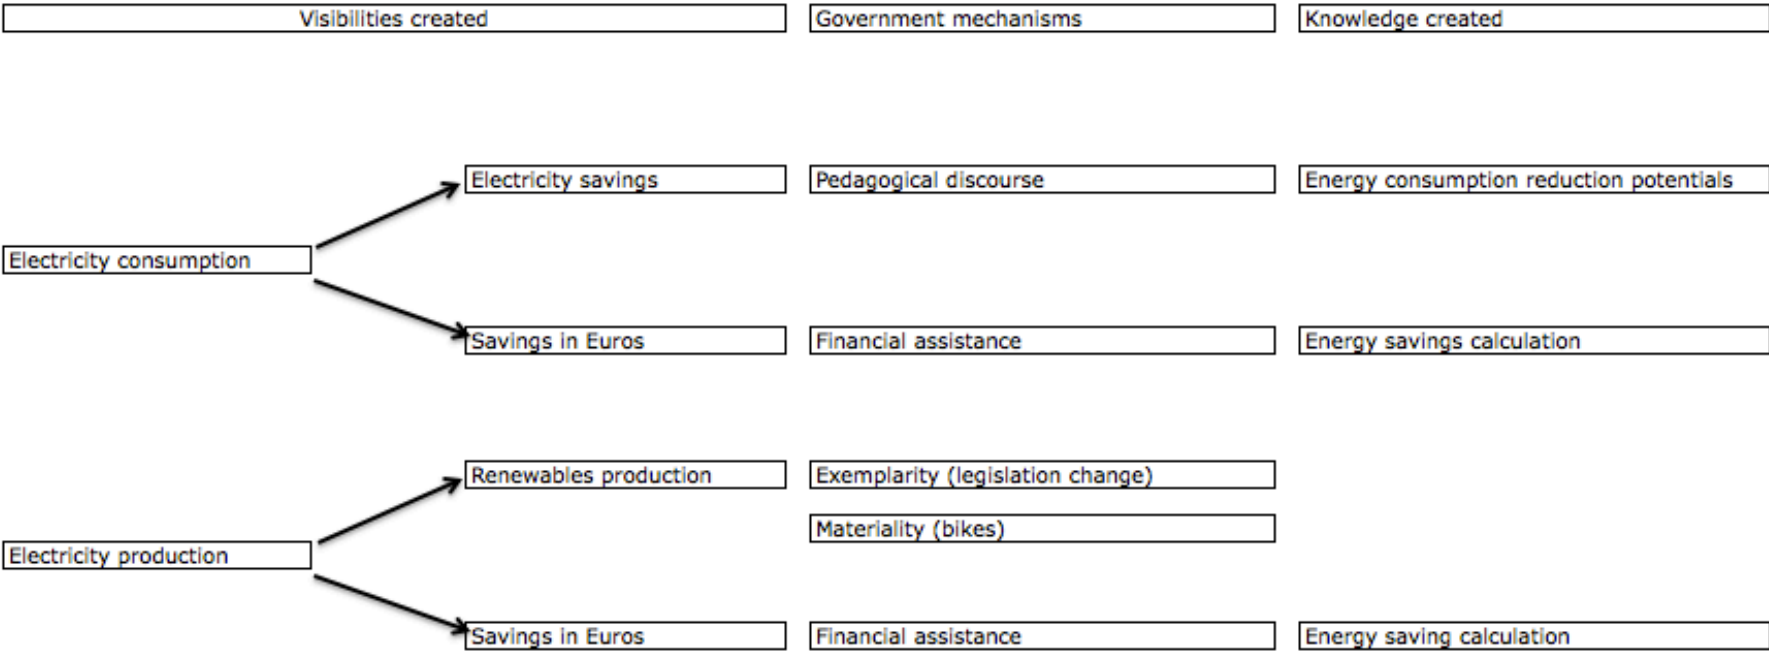 Visibilities created
Government mechanisms
Knowledge created
Electricity savings
Pedagogical discourse
Energy consumption reduction potentials
Electricity consumption
Savings in Euros
Financial assistance
Energy savings calculation
Renewables production
Exemplarity (legislation change)
Materiality (bikes)
Electricity production
Savings in Euros
Financial assistance
Energy saving calculation